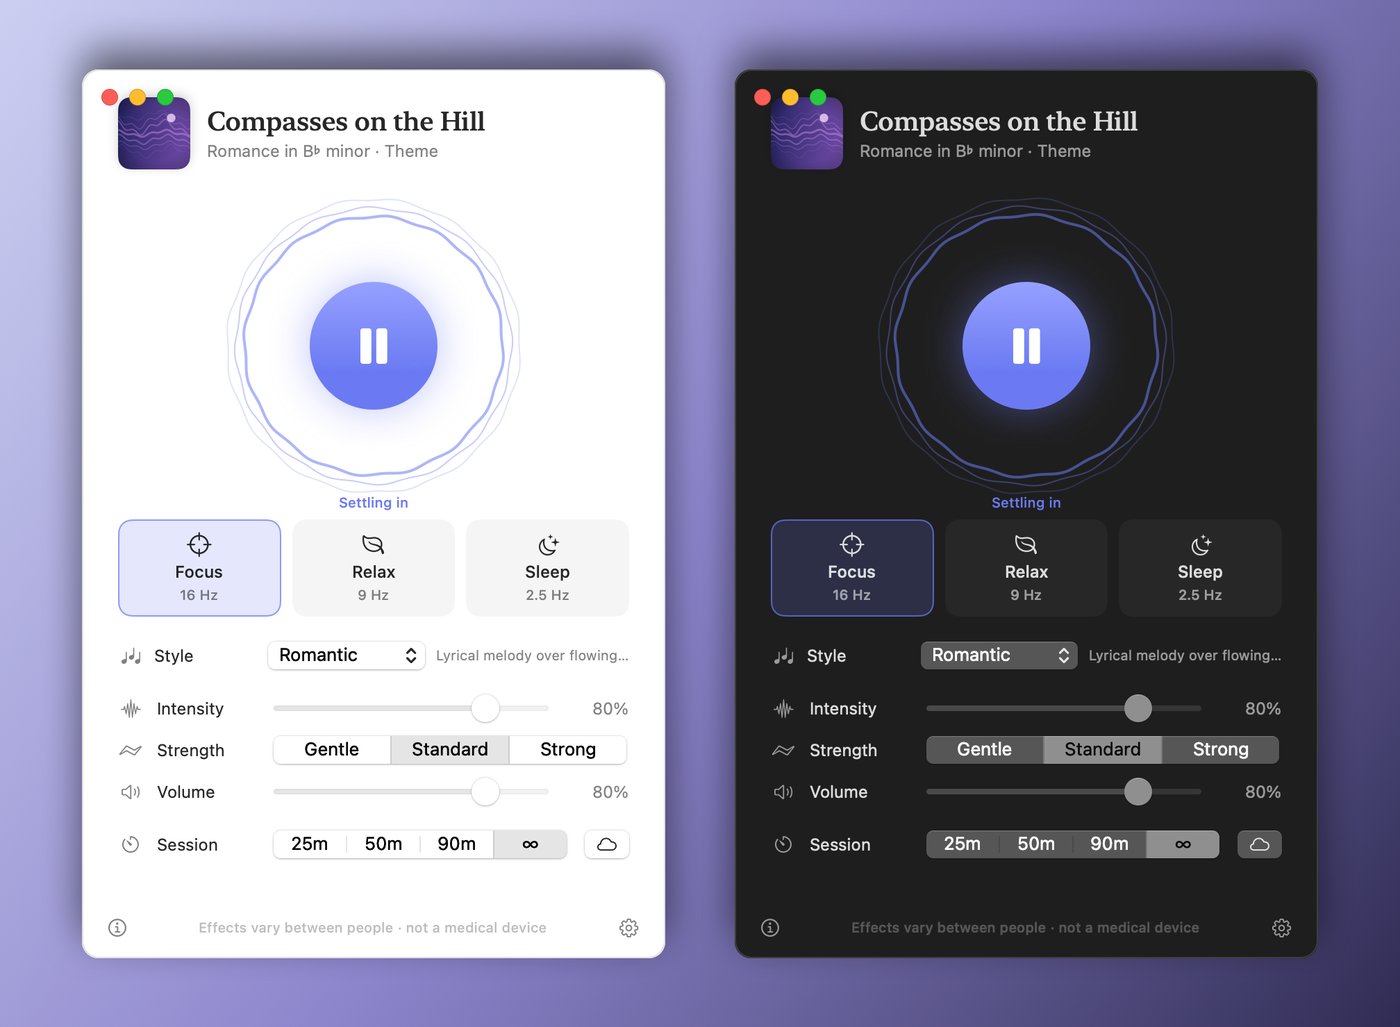 Compasses on the Hill
Romance in B♭ minor · Theme
Settling in
Focus
16 Hz
Relax
9 Hz
Sleep
2.5 Hz
Style
Romantic
Lyrical melody over flowing...
Intensity
80%
Strength
Gentle
Standard
Strong
Volume
80%
Session
25m
50m
90m
∞
Effects vary between people · not a medical device
Compasses on the Hill
Romance in B♭ minor · Theme
Settling in
Focus
16 Hz
Relax
9 Hz
Sleep
2.5 Hz
Style
Romantic
Lyrical melody over flowing...
Intensity
80%
Strength
Gentle
Standard
Strong
Volume
80%
Session
25m
50m
90m
∞
Effects vary between people · not a medical device